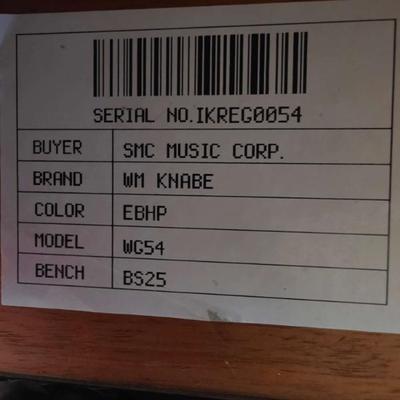 SERIAL NO.IKREG0054
BUYER SMC MUSIC CORP.
BRAND WM KNABE
COLOR EBHP
MODEL WG54
BENCH BS25